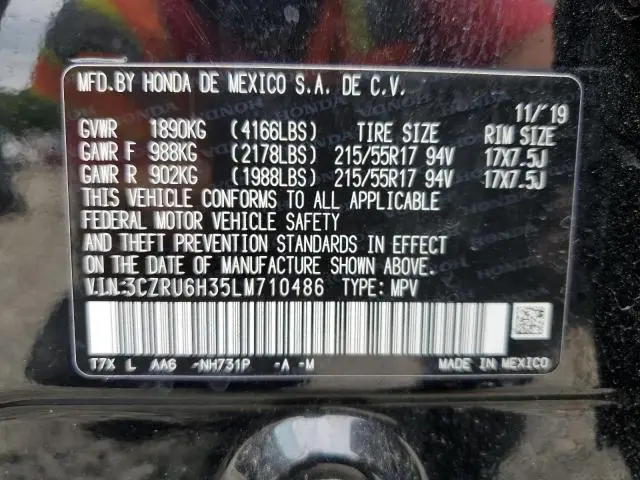 MFD.BY HONDA DE MEXICO S.A. DE C.V.
11/'19
GVWR 1890KG (4166LBS) TIRE SIZE RIM SIZE
GAWR F 988KG (2178LBS) 215/55R17 94V 17X7.5J
GAWR R 902KG (1988LBS) 215/55R17 94V 17X7.5J
THIS VEHICLE CONFORMS TO ALL APPLICABLE
FEDERAL MOTOR VEHICLE SAFETY
AND THEFT PREVENTION STANDARDS IN EFFECT
ON THE DATE OF MANUFACTURE SHOWN ABOVE.
V.I.N:3CZRU6H35LM710486 TYPE: MPV
T7X L AA6 -NH731P -A -M MADE IN MEXICO